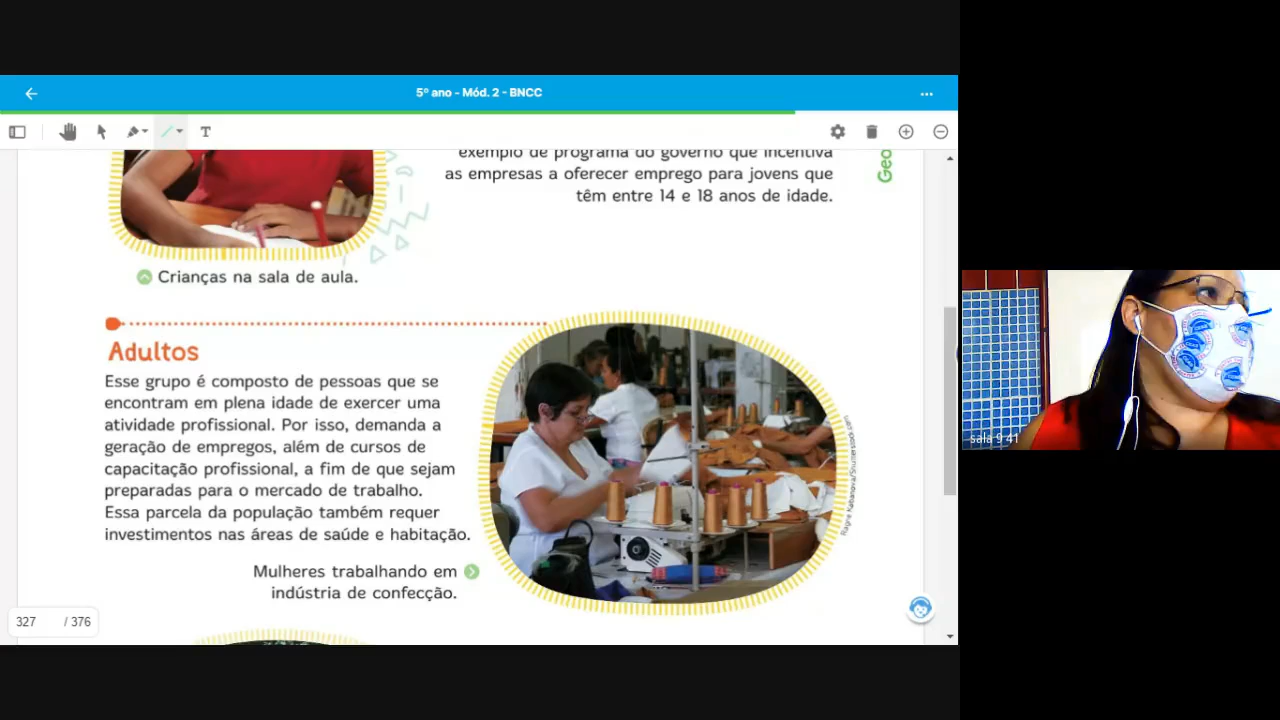 5º ano - Mód. 2 - BNCC
T
exemplo de programa do governo que incentiva
as empresas a oferecer emprego para jovens que
têm entre 14 e 18 anos de idade.
Geo
Crianças na sala de aula.
Adultos
Esse grupo é composto de pessoas que se
encontram em plena idade de exercer uma
atividade profissional. Por isso, demanda a
geração de empregos, além de cursos de
capacitação profissional, a fim de que sejam
preparadas para o mercado de trabalho.
Essa parcela da população também requer
investimentos nas áreas de saúde e habitação.
Mulheres trabalhando em
indústria de confecção.
327 / 376
sala 9 41